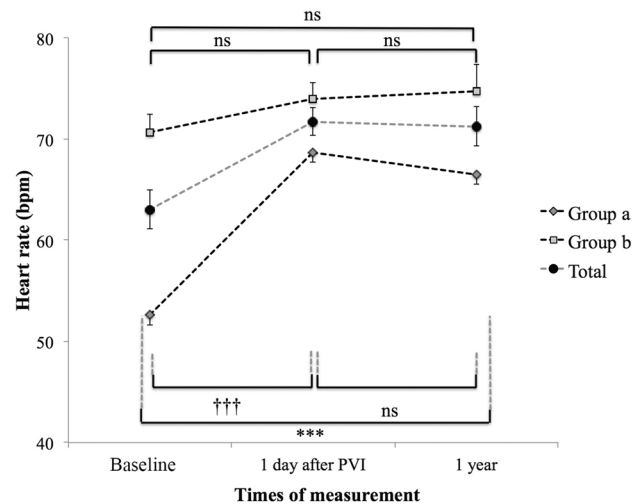 ns
ns ns
80
70
60
50
40
Heart rate (bpm)
Group a
Group b
Total
††† ns
***
Baseline 1 day after PVI 1 year
Times of measurement